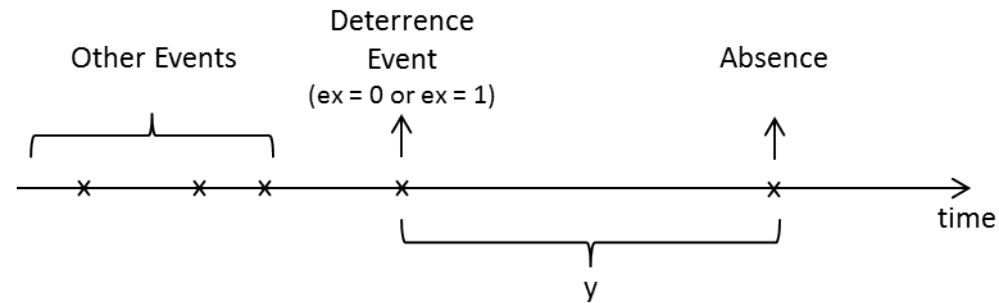 Deterrence
Other Events
Event
Absence
(ex = 0 or ex = 1)
time
y